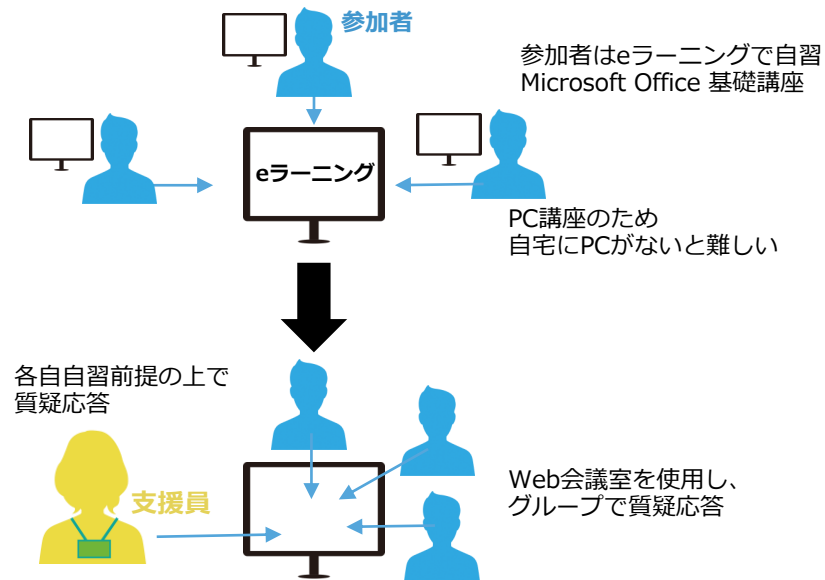 参加者
参加者はeラーニングで自習
Microsoft Office 基礎講座
eラーニング
PC講座のため
自宅にPCがないと難しい
各自自習前提の上で
質疑応答
支援員
Web会議室を使用し、
グループで質疑応答